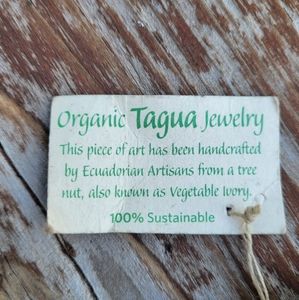 Organic Tagua Jewelry
This piece of art has been handcrafted
by Ecuadorian Artisans from a tree
nut, also known as Vegetable Ivory.
100% Sustainable